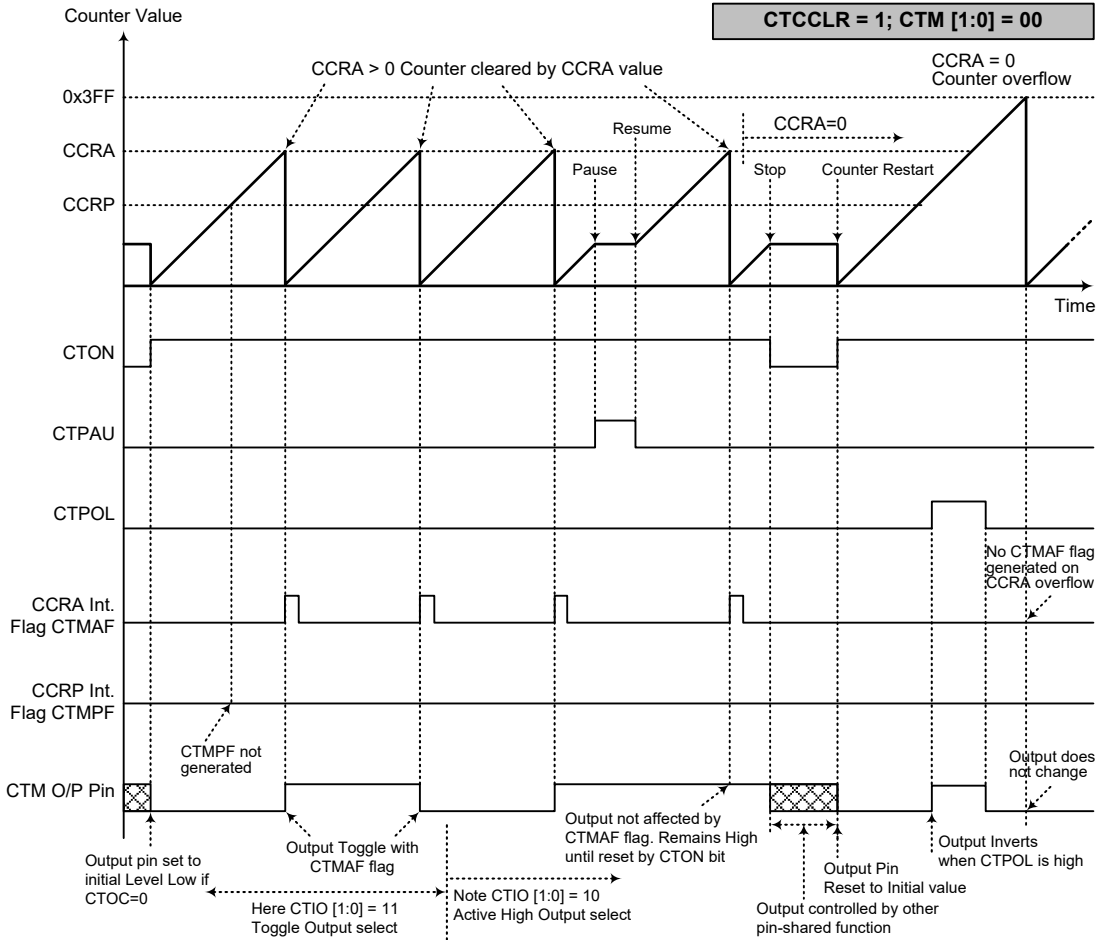 Counter Value
CTCCLR = 1; CTM [1:0] = 00
CCRA > 0 Counter cleared by CCRA value
CCRA = 0
Counter overflow
0x3FF
CCRA
CCRP
Resume
CCRA=0
Pause
Stop
Counter Restart
Time
CTON
CTPAU
CTPOL
No CTMAF flag
generated on
CCRA overflow
CCRA Int.
Flag CTMAF
CCRP Int.
Flag CTMPF
CTMPF not
generated
Output does
not change
CTM O/P Pin
Output pin set to
initial Level Low if
CTOC=0
Output Toggle with
CTMAF flag
Here CTIO [1:0] = 11
Toggle Output select
Output not affected by
CTMAF flag. Remains High
until reset by CTON bit
Note CTIO [1:0] = 10
Active High Output select
Output Pin
Reset to Initial value
Output controlled by other
pin-shared function
Output Inverts
when CTPOL is high